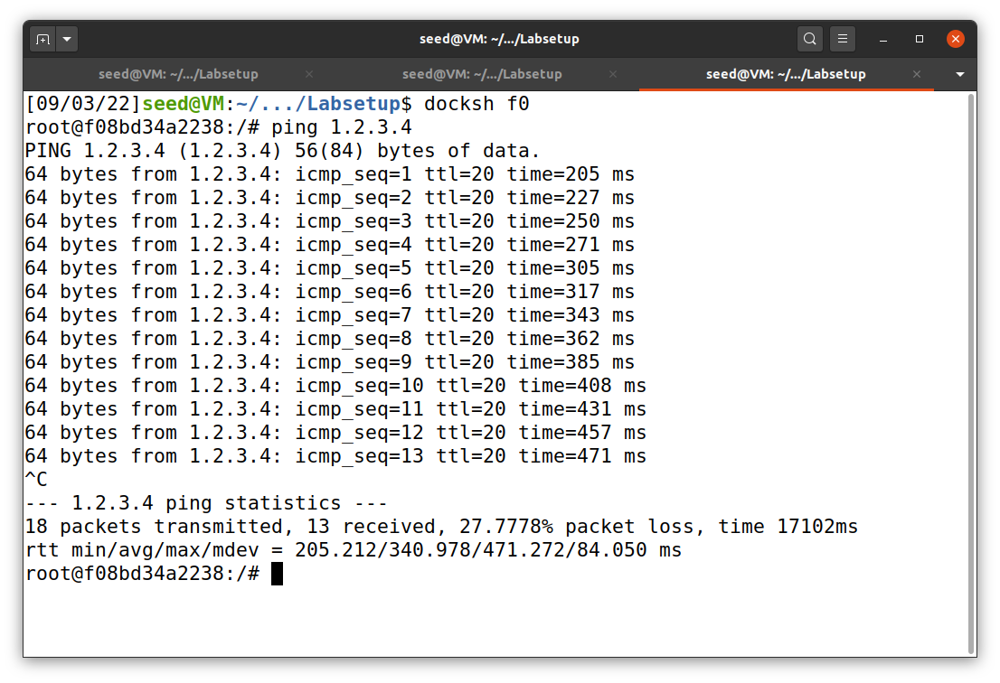 seed@VM: ~/.../Labsetup
seed@VM: ~/.../Labsetup
seed@VM: ~/.../Labsetup
seed@VM: ~/.../Labsetup
[09/03/22]seed@VM:~/.../Labsetup$ docksh f0
root@f08bd34a2238:/# ping 1.2.3.4
PING 1.2.3.4 (1.2.3.4) 56(84) bytes of data.
64 bytes from 1.2.3.4: icmp_seq=1 ttl=20 time=205 ms
64 bytes from 1.2.3.4: icmp_seq=2 ttl=20 time=227 ms
64 bytes from 1.2.3.4: icmp_seq=3 ttl=20 time=250 ms
64 bytes from 1.2.3.4: icmp_seq=4 ttl=20 time=271 ms
64 bytes from 1.2.3.4: icmp_seq=5 ttl=20 time=305 ms
64 bytes from 1.2.3.4: icmp_seq=6 ttl=20 time=317 ms
64 bytes from 1.2.3.4: icmp_seq=7 ttl=20 time=343 ms
64 bytes from 1.2.3.4: icmp_seq=8 ttl=20 time=362 ms
64 bytes from 1.2.3.4: icmp_seq=9 ttl=20 time=385 ms
64 bytes from 1.2.3.4: icmp_seq=10 ttl=20 time=408 ms
64 bytes from 1.2.3.4: icmp_seq=11 ttl=20 time=431 ms
64 bytes from 1.2.3.4: icmp_seq=12 ttl=20 time=457 ms
64 bytes from 1.2.3.4: icmp_seq=13 ttl=20 time=471 ms
^C
--- 1.2.3.4 ping statistics ---
18 packets transmitted, 13 received, 27.7778% packet loss, time 17102ms
rtt min/avg/max/mdev = 205.212/340.978/471.272/84.050 ms
root@f08bd34a2238:/#